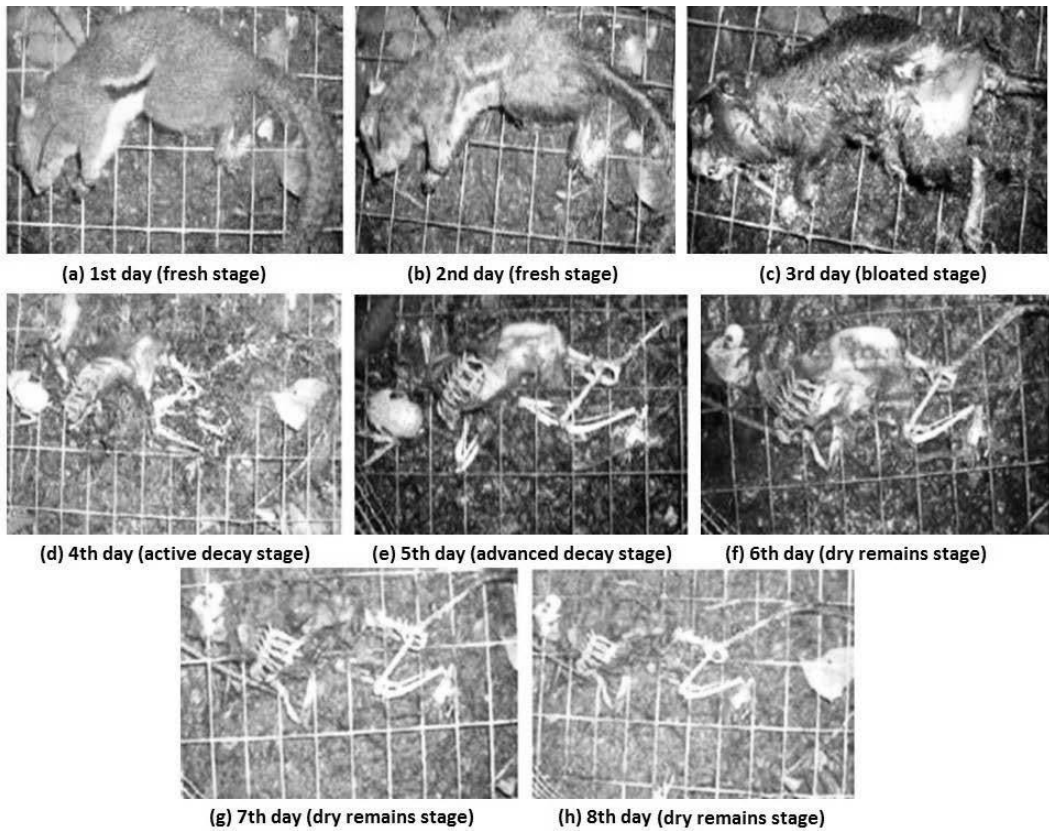 (a) 1st day (fresh stage)
(b) 2nd day (fresh stage)
(c) 3rd day (bloated stage)
(d) 4th day (active decay stage)
(e) 5th day (advanced decay stage)
(f) 6th day (dry remains stage)
(g) 7th day (dry remains stage)
(h) 8th day (dry remains stage)